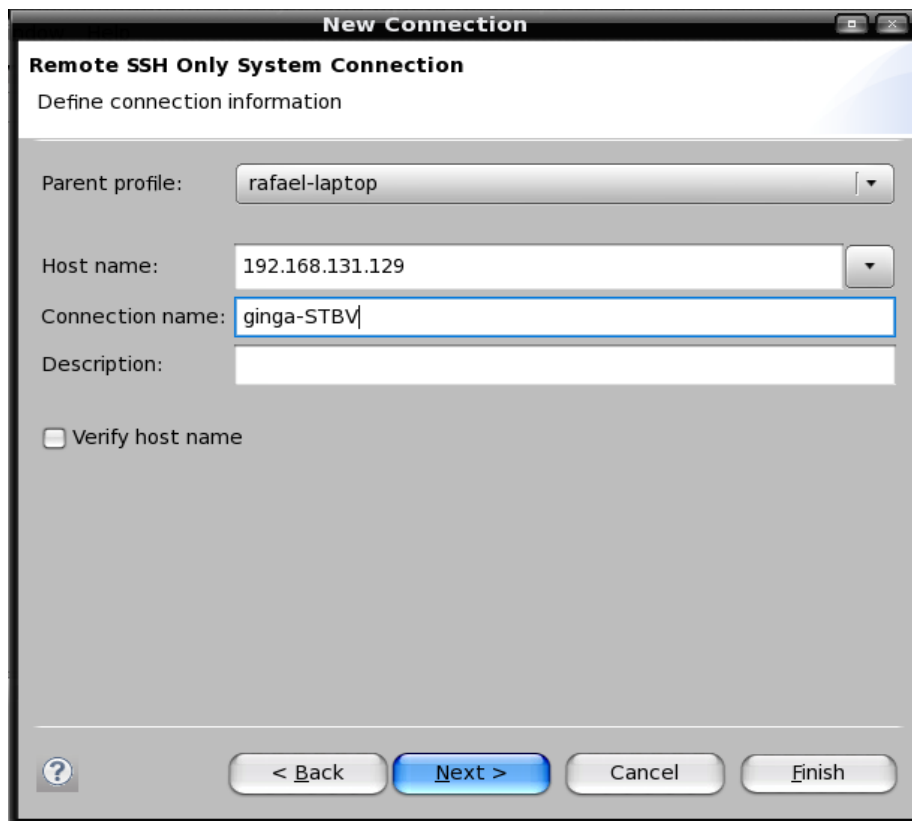 New Connection
Remote SSH Only System Connection
Define connection information
Parent profile: rafael-laptop
Host name: 192.168.131.129
Connection name: ginga-STBV
Description:
Verify host name
? < Back Next > Cancel Finish